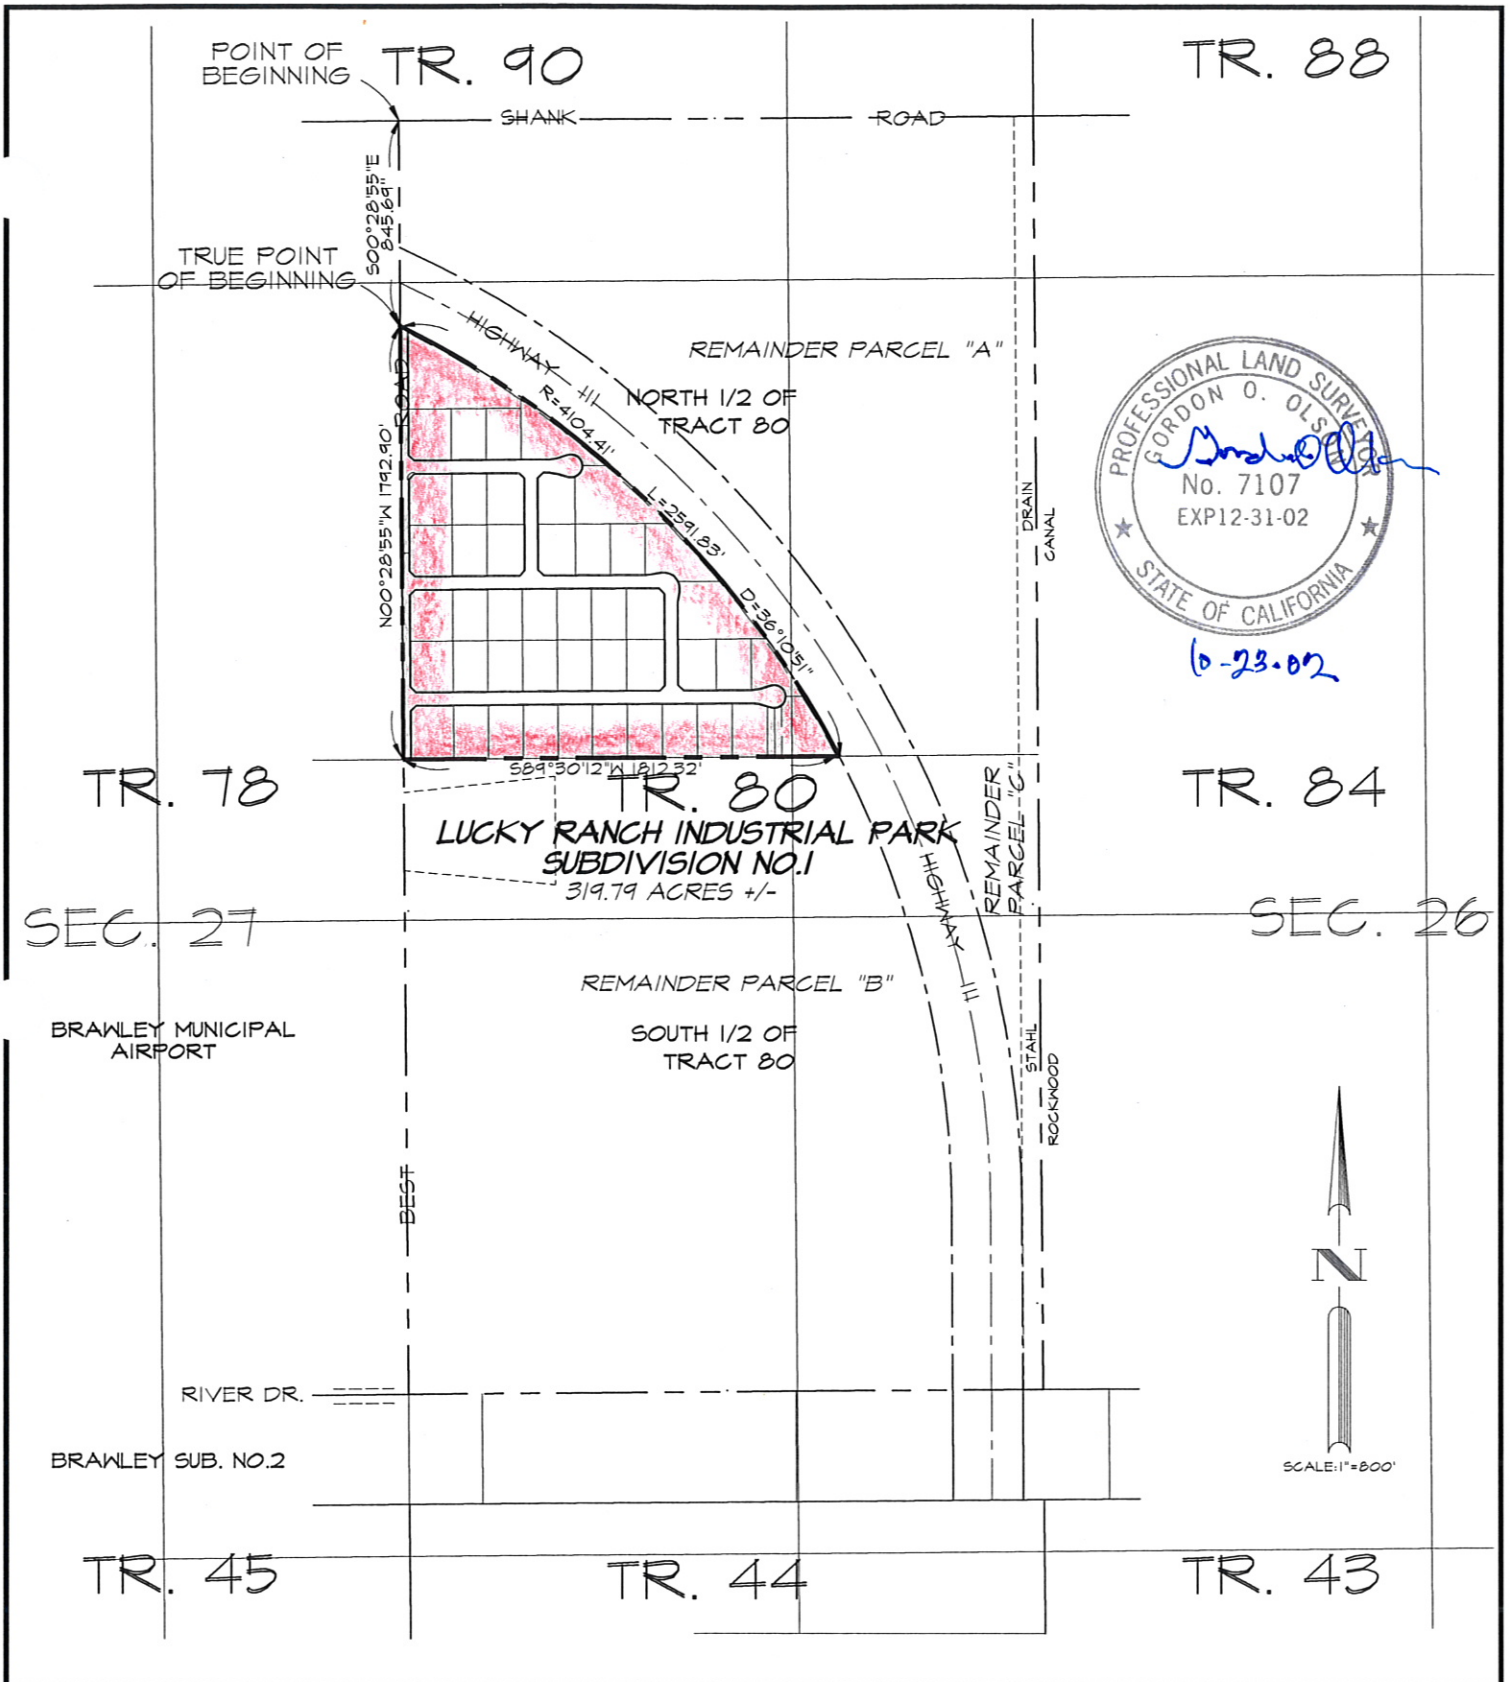 POINT OF
BEGINNING
TR. 90
TR. 88
SHANK ROAD
S00°28'55"E
845.69'
TRUE POINT
OF BEGINNING
HIGHWAY 111
REMAINDER PARCEL "A"
NORTH 1/2 OF
TRACT 80
ROAD
R=4104.41'
L=2591.83'
D=36°10'51"
N00°28'55"W 1792.90'
DRAIN
CANAL
PROFESSIONAL LAND SURVEYOR
GORDON O. OLSON
No. 7107
EXP12-31-02
STATE OF CALIFORNIA
10-23-02
S89°30'12"W 1812.32'
TR. 78
TR. 80
TR. 84
LUCKY RANCH INDUSTRIAL PARK
SUBDIVISION NO.1
319.79 ACRES +/-
REMAINDER
PARCEL "C"
HIGHWAY 111
SEC. 27
SEC. 26
REMAINDER PARCEL "B"
BRAWLEY MUNICIPAL
AIRPORT
SOUTH 1/2 OF
TRACT 80
STAHL
ROCKWOOD
BEST
N
RIVER DR.
BRAWLEY SUB. NO.2
SCALE:1"=800'
TR. 45
TR. 44
TR. 43